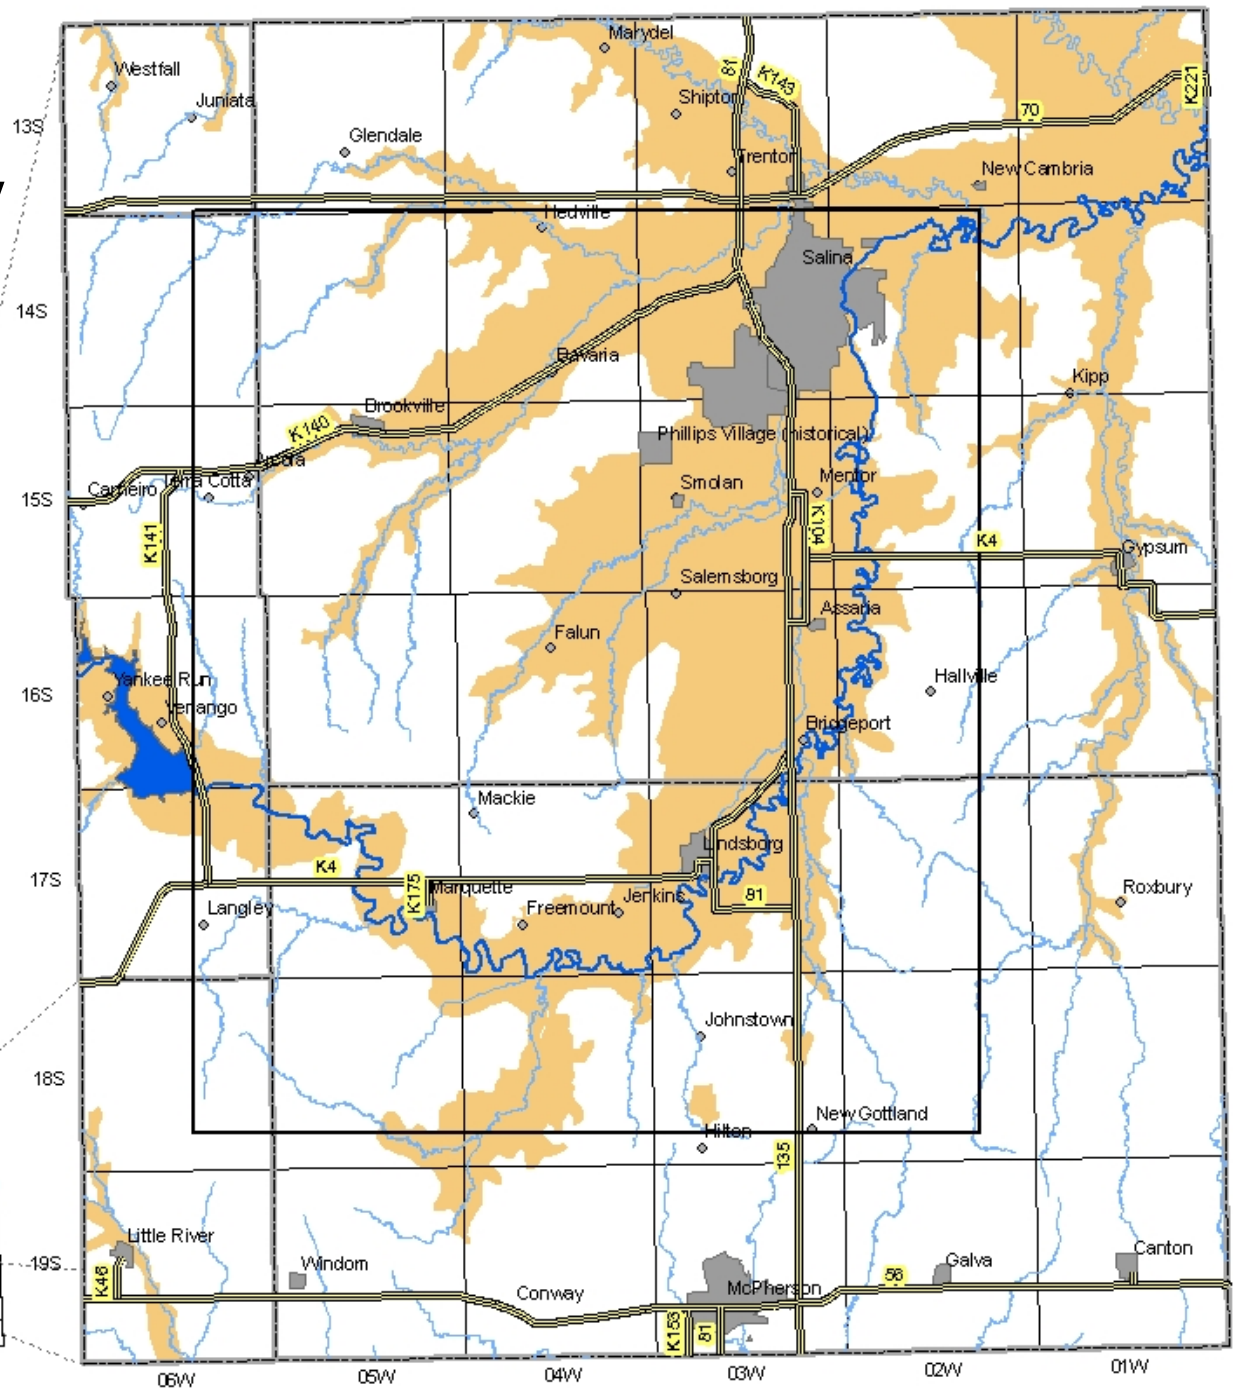 Marydel
81
K143
Westfall
Shipton
K221
Juniata
70
13S
Glendale
Trenton
New Cambria
Hedville
Salina
14S
Bavaria
Kipp
Brookville
K140
Phillips Village (historical)
Arcola
Carneiro
Terra Cotta
Smolan
Mentor
15S
K141
K104
K4
Gypsum
Salemsborg
Assaria
Falun
16S
Yankee Run
Hallville
Venango
Bridgeport
Mackie
Lindsborg
17S
K4
K175
Marquette
Jenkins
81
Roxbury
Langley
Freemount
Johnstown
18S
New Gottland
Hilton
135
Little River
19S
Windom
Galva
Canton
K46
Conway
McPherson
56
K153
81
06W
05W
04W
03W
02W
01W